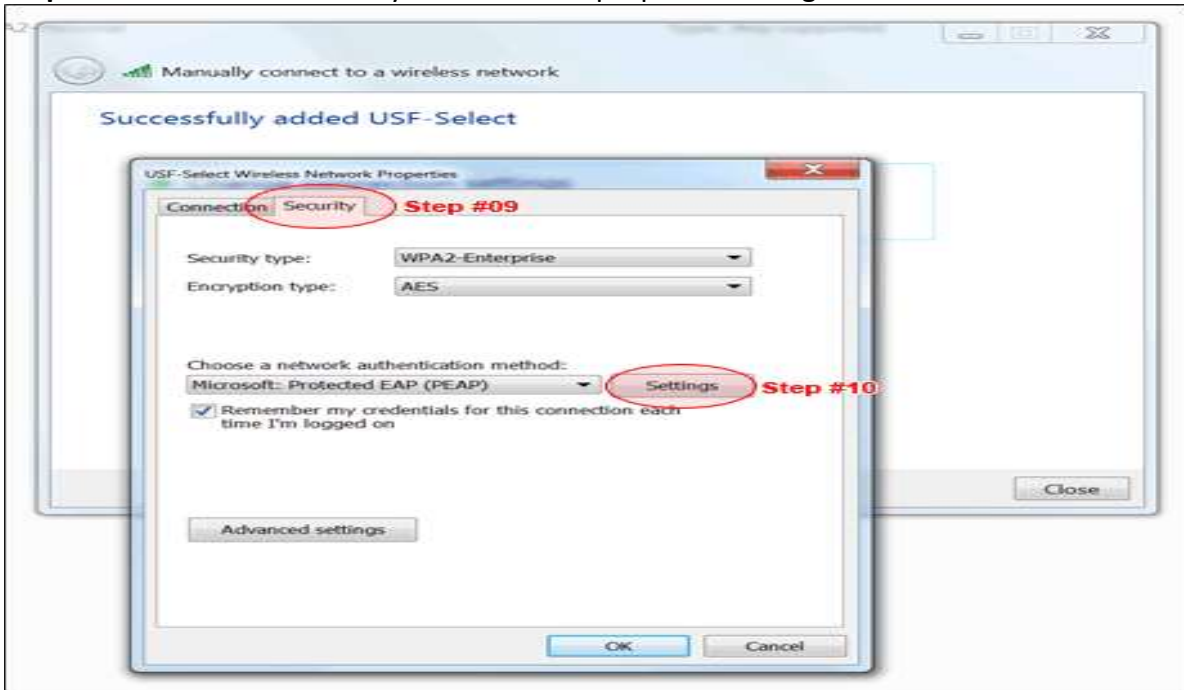 Manually connect to a wireless network
Successfully added USF-Select
USF-Select Wireless Network Properties
Connection Security Step #09
Security type: WPA2-Enterprise
Encryption type: AES
Choose a network authentication method:
Microsoft: Protected EAP (PEAP) Settings Step #10
Remember my credentials for this connection each
time I'm logged on
Close
Advanced settings
OK Cancel